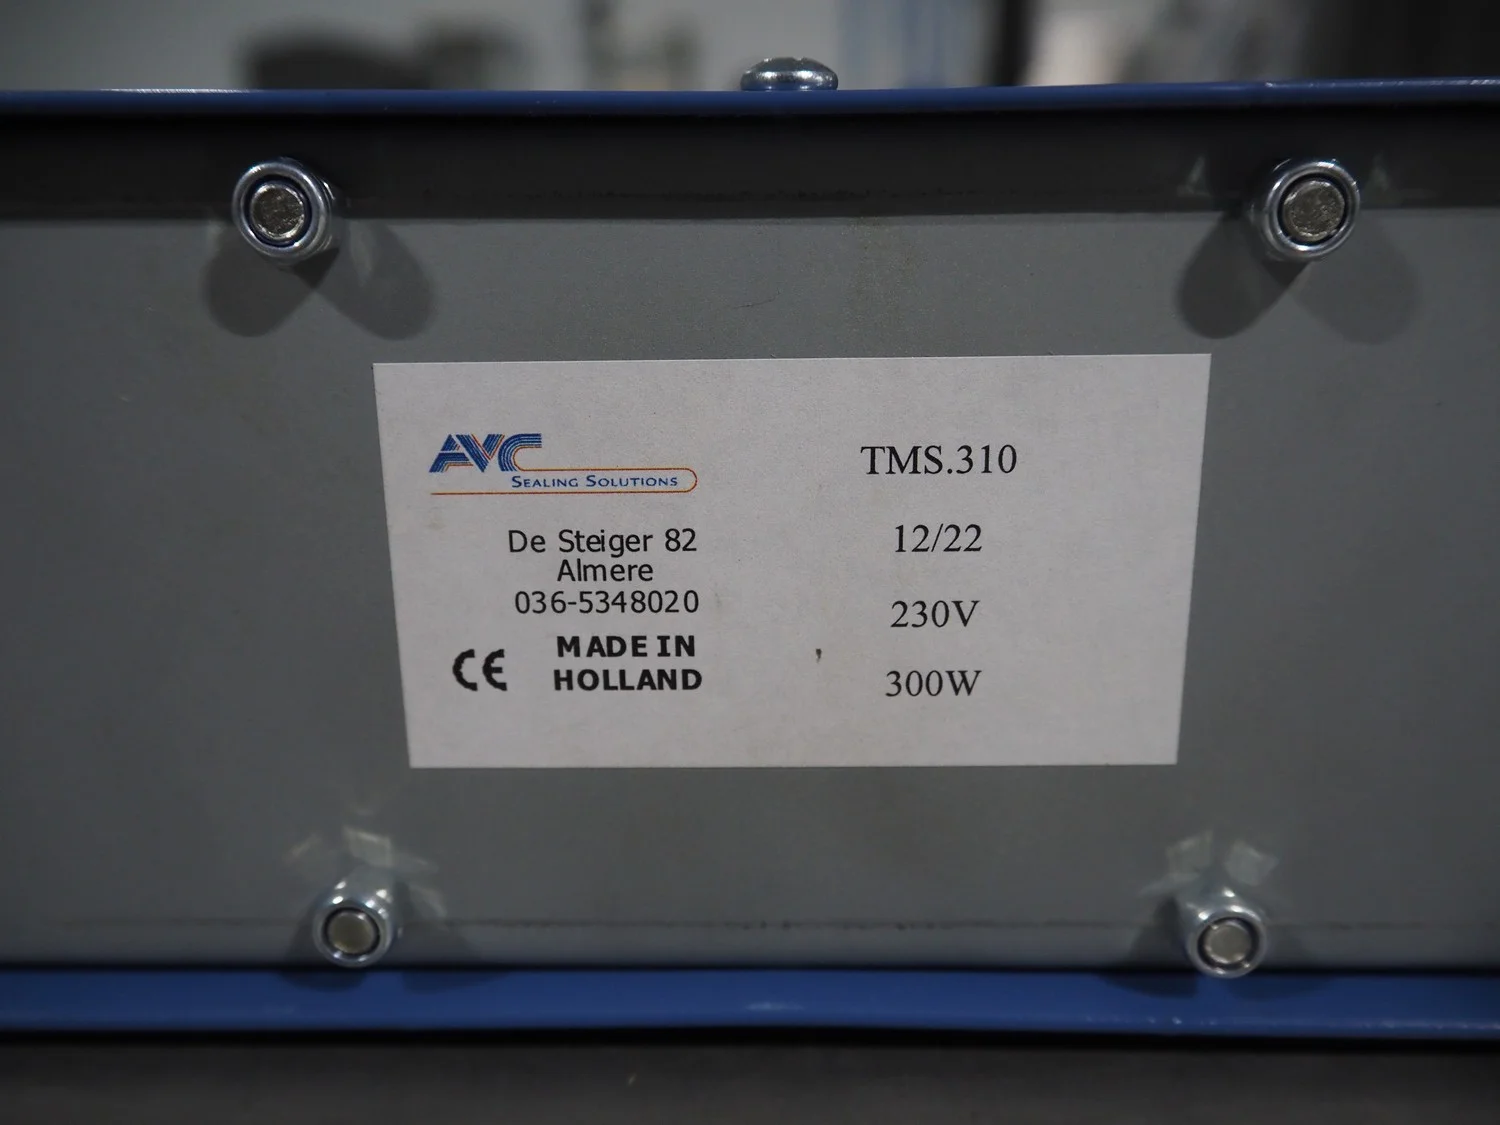 AVC
SEALING SOLUTIONS
De Steiger 82
Almere
036-5348020
CE MADE IN
HOLLAND
TMS.310
12/22
230V
300W